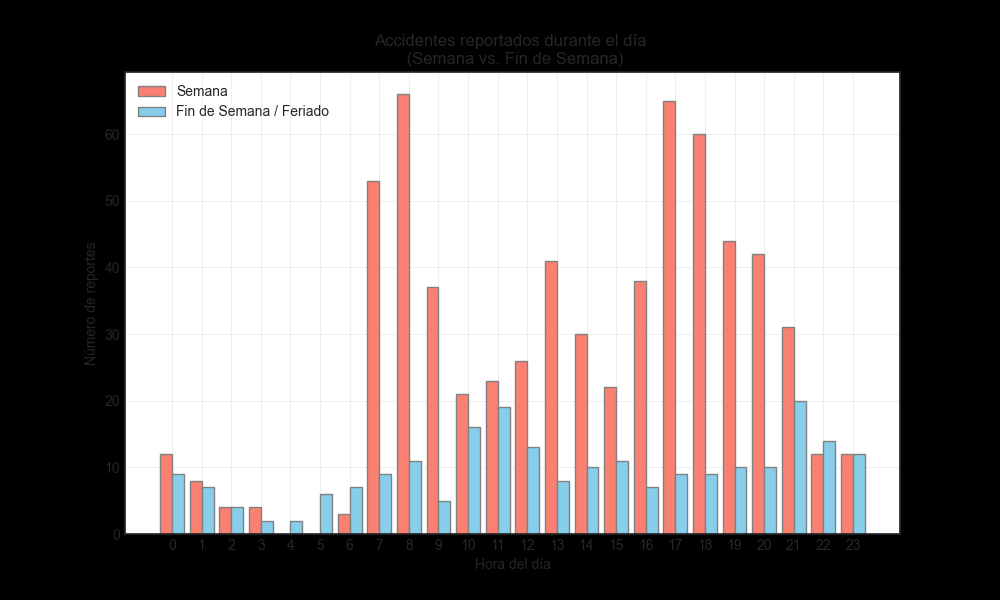 Accidentes reportados durante el día
(Semana vs. Fin de Semana)
Semana
Fin de Semana / Feriado
Número de reportes
60
50
40
30
20
10
0
0 1 2 3 4 5 6 7 8 9 10 11 12 13 14 15 16 17 18 19 20 21 22 23
Hora del día